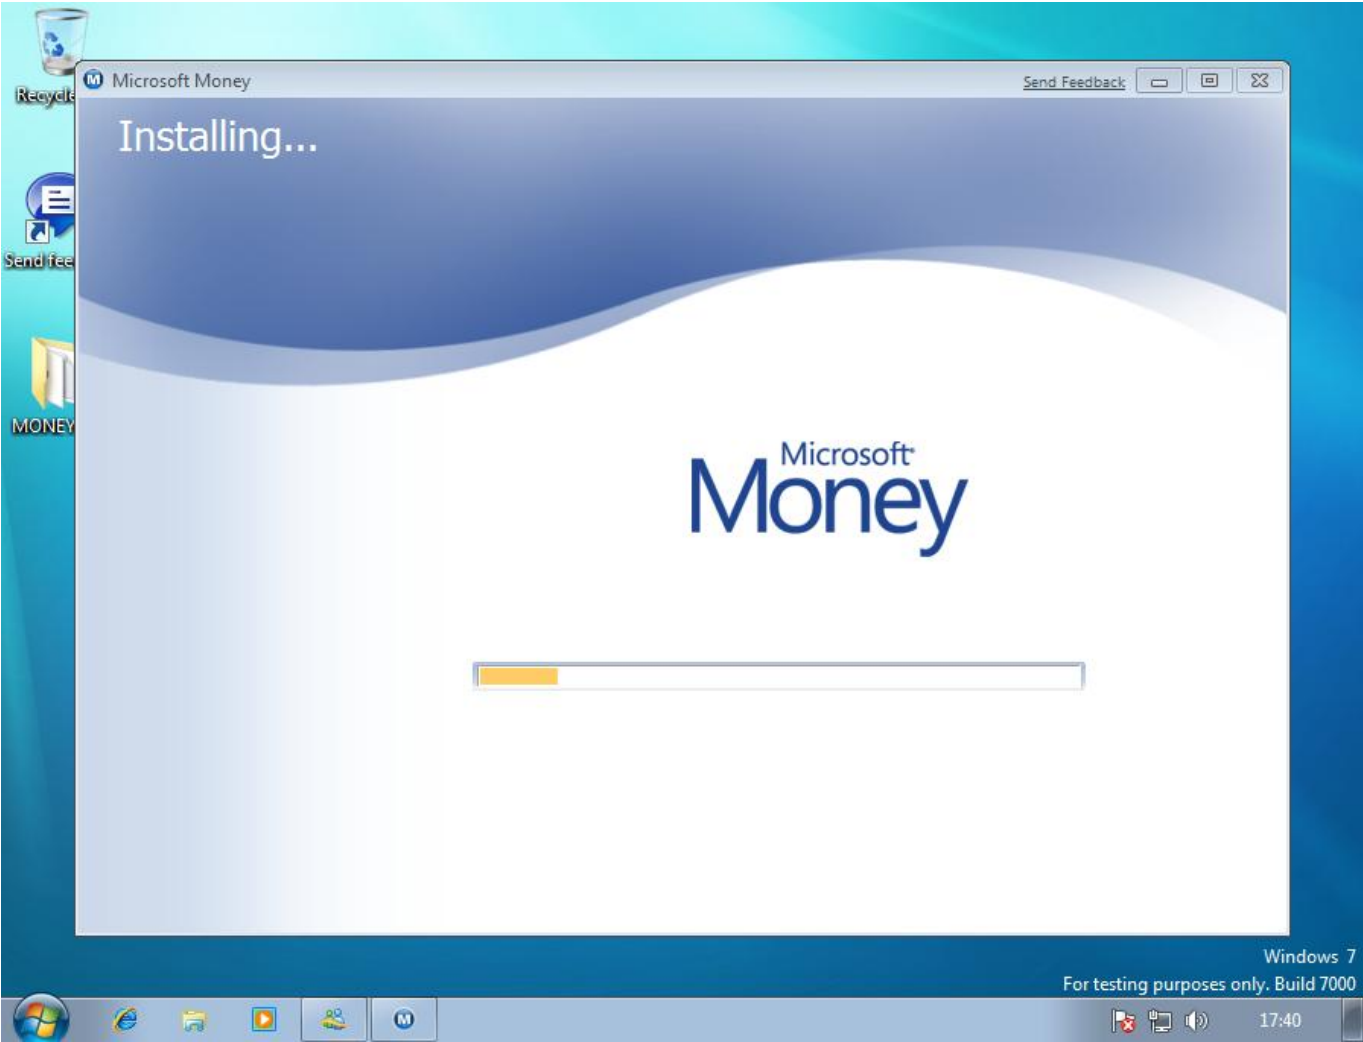 Microsoft Money
Send Feedback
Recycle
Installing...
Send fee
MONEY
Microsoft
Money
Windows 7
For testing purposes only. Build 7000
17:40